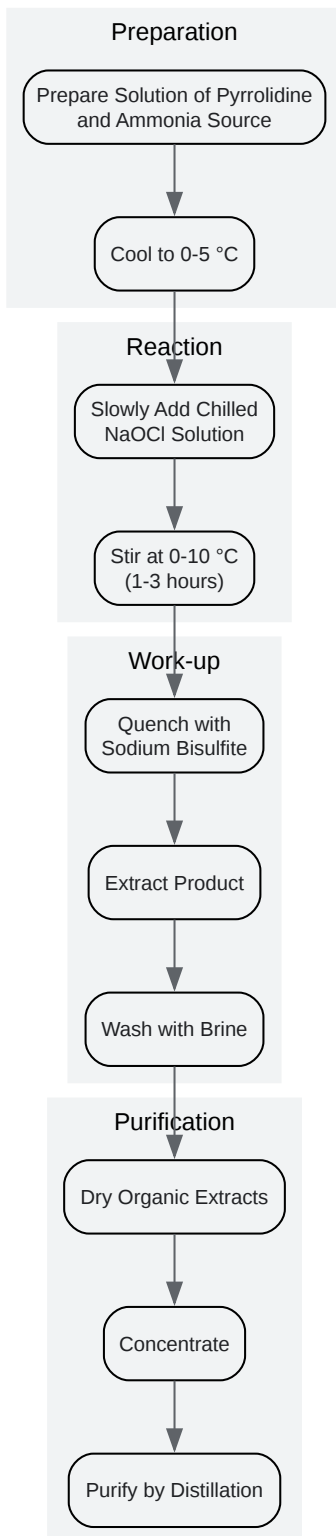 Preparation
Prepare Solution of Pyrrolidine
and Ammonia Source
Cool to 0-5 °C
Reaction
Slowly Add Chilled
NaOCl Solution
Stir at 0-10 °C
(1-3 hours)
Work-up
Quench with
Sodium Bisulfite
Extract Product
Wash with Brine
Purification
Dry Organic Extracts
Concentrate
Purify by Distillation